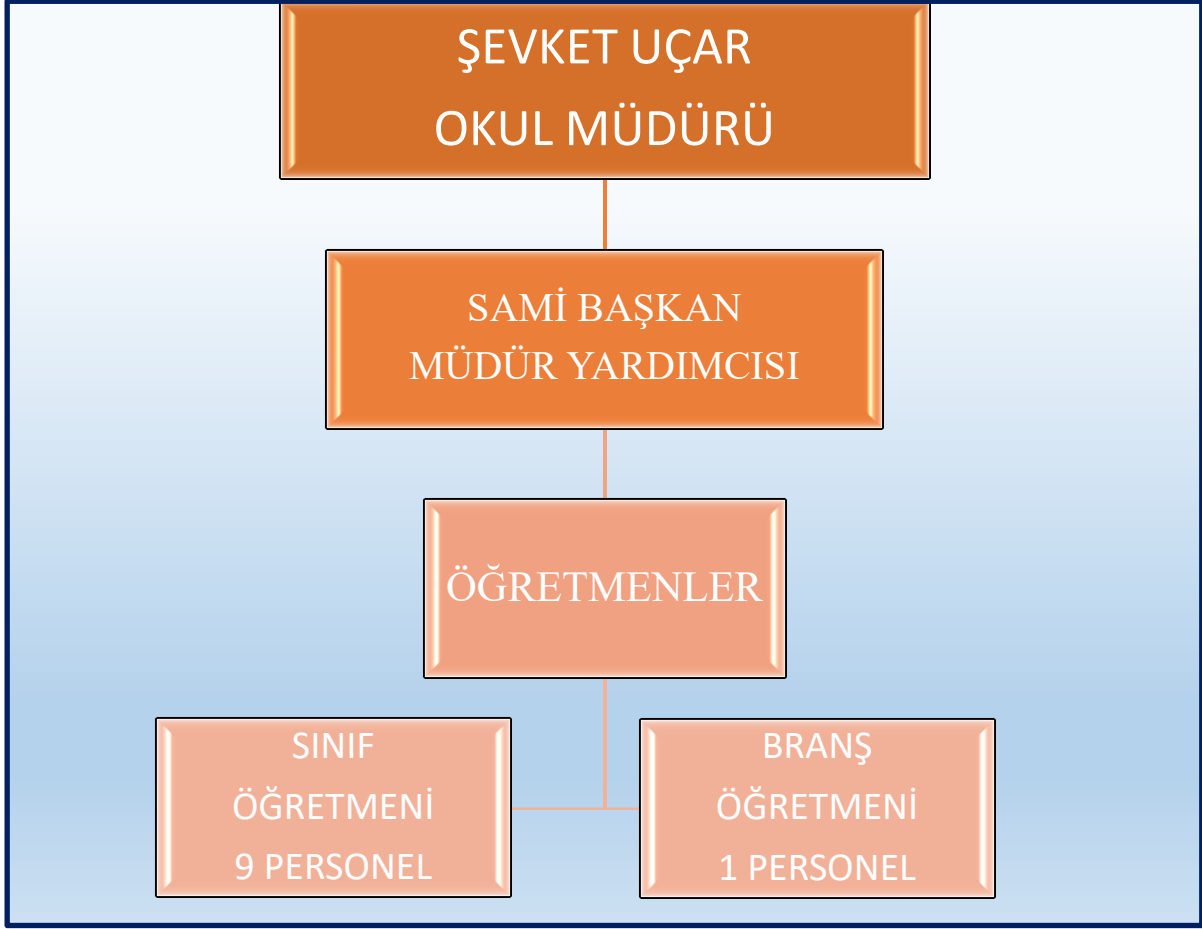 ŞEVKET UÇAR
OKUL MÜDÜRÜ
SAMİ BAŞKAN
MÜDÜR YARDIMCISI
ÖĞRETMENLER
SINIF
ÖĞRETMENİ
9 PERSONEL
BRANŞ
ÖĞRETMENİ
1 PERSONEL